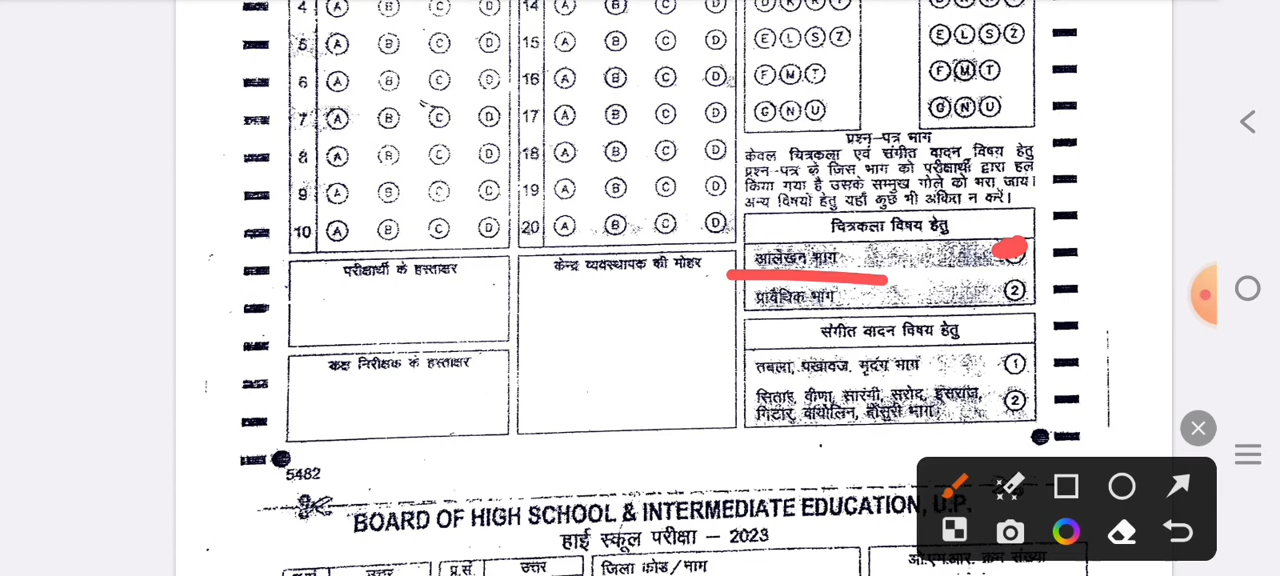 4 A B C D 14 A B C D
5 A B C D 15 A B C D E L S Z E L S Z
6 A B C D 16 A B C D F M T F M T
7 A B C D 17 A B C D G N U G N U
8 A B C D 18 A B C D
9 A B C D 19 A B C D
10 A B C D 20 A B C D
प्रश्न-पत्र भाग
केवल चित्रकला एवं संगीत वादन विषय हेतु
प्रश्न-पत्र के जिस भाग को परीक्षार्थी द्वारा हल
किया गया है उसके सम्मुख गोले को भरा जाय।
अन्य विषयो हेतु यहाँ कुछ भी अंकित न करें।
चित्रकला विषय हेतु
आलेखन भाग
प्राविधिक भाग 2
परीक्षार्थी के हस्ताक्षर
केन्द्र व्यवस्थापक की मोहर
संगीत वादन विषय हेतु
तबला, पखावज, मृदंग भाग 1
सितार, वीणा, सारंगी, सरोद, इसराज, 2
गिटार, वायोलिन, बाँसुरी भाग
कक्ष निरीक्षक के हस्ताक्षर
5482
BOARD OF HIGH SCHOOL & INTERMEDIATE EDUCATION, U.P.
हाई स्कूल परीक्षा – 2023
उत्तर प्र.सं. उत्तर जिला कोड/भाग ओ.एम.आर. क्रम संख्या